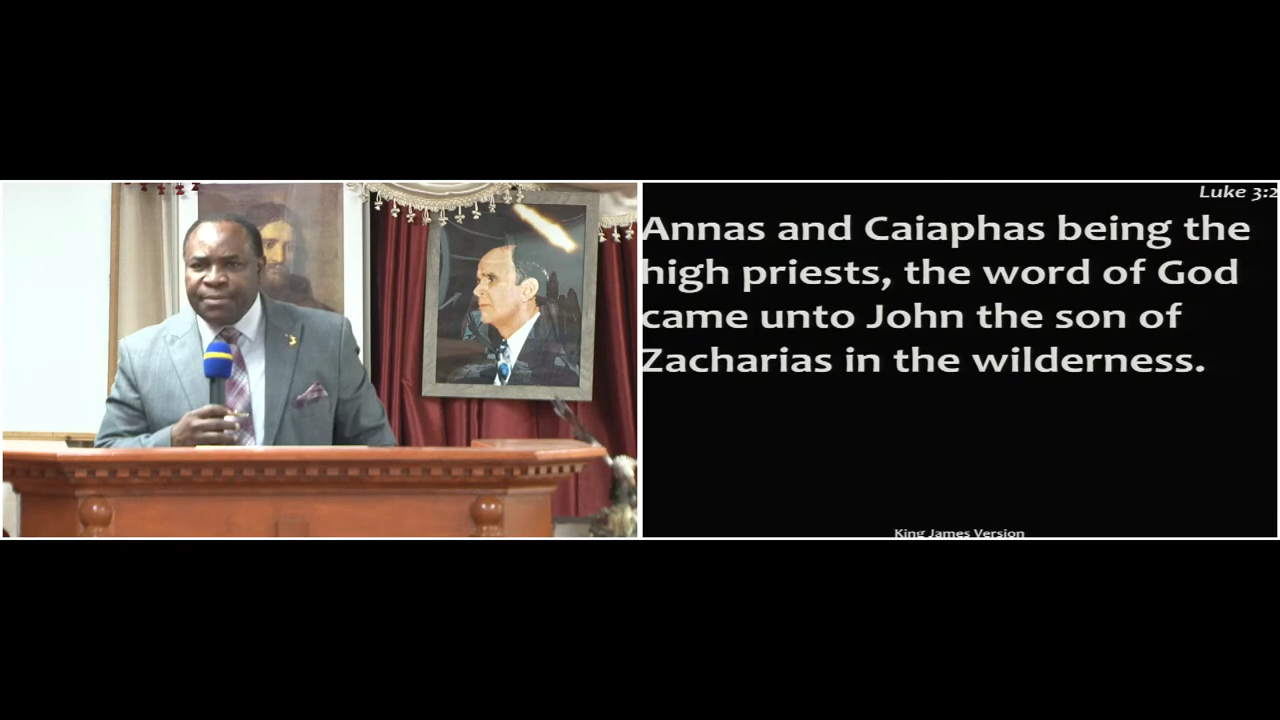 Luke 3:2
Annas and Caiaphas being the
high priests, the word of God
came unto John the son of
Zacharias in the wilderness.
King James Version